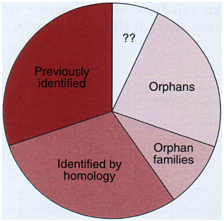 ??
Previously
identified
Orphans
Orphan
families
Identified by
homology